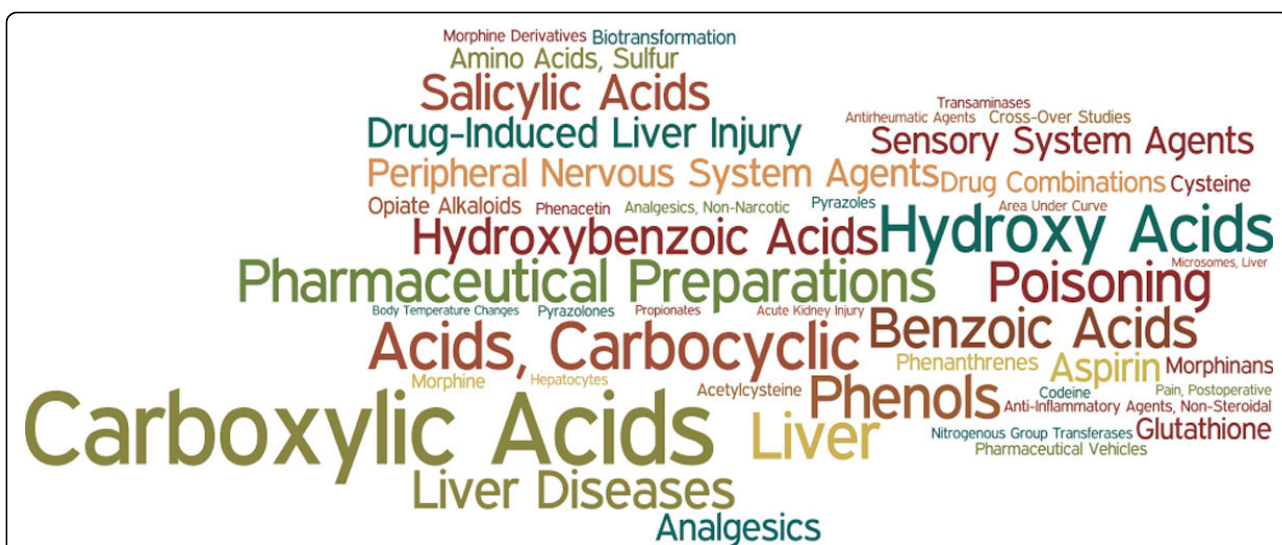 Morphine Derivatives Biotransformation
Amino Acids, Sulfur
Salicylic Acids
Transaminases
Antirheumatic Agents Cross-Over Studies
Drug-Induced Liver Injury
Sensory System Agents
Peripheral Nervous System Agents Drug Combinations Cysteine
Opiate Alkaloids Phenacetin Analgesics, Non-Narcotic Pyrazoles Area Under Curve
Hydroxybenzoic Acids Hydroxy Acids
Microsomes, Liver
Pharmaceutical Preparations Poisoning
Body Temperature Changes Pyrazolones Propionates Acute Kidney Injury
Acids, Carbocyclic Benzoic Acids
Phenanthrenes Aspirin Morphinans
Morphine Hepatocytes Acetylcysteine Phenols Codeine Pain, Postoperative
Anti-Inflammatory Agents, Non-Steroidal
Carboxylic Acids Liver Nitrogenous Group Transferases Glutathione
Pharmaceutical Vehicles
Liver Diseases
Analgesics